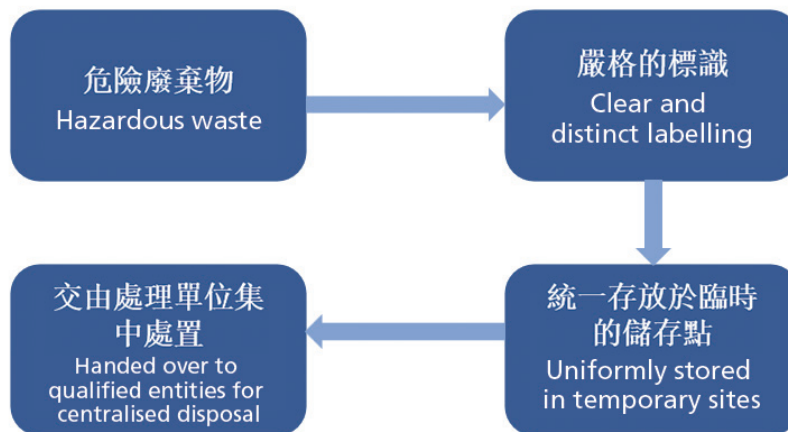 危險廢棄物
Hazardous waste
嚴格的標識
Clear and
distinct labelling
統一存放於臨時
的儲存點
Uniformly stored
in temporary sites
交由處理單位集
中處置
Handed over to
qualified entities for
centralised disposal